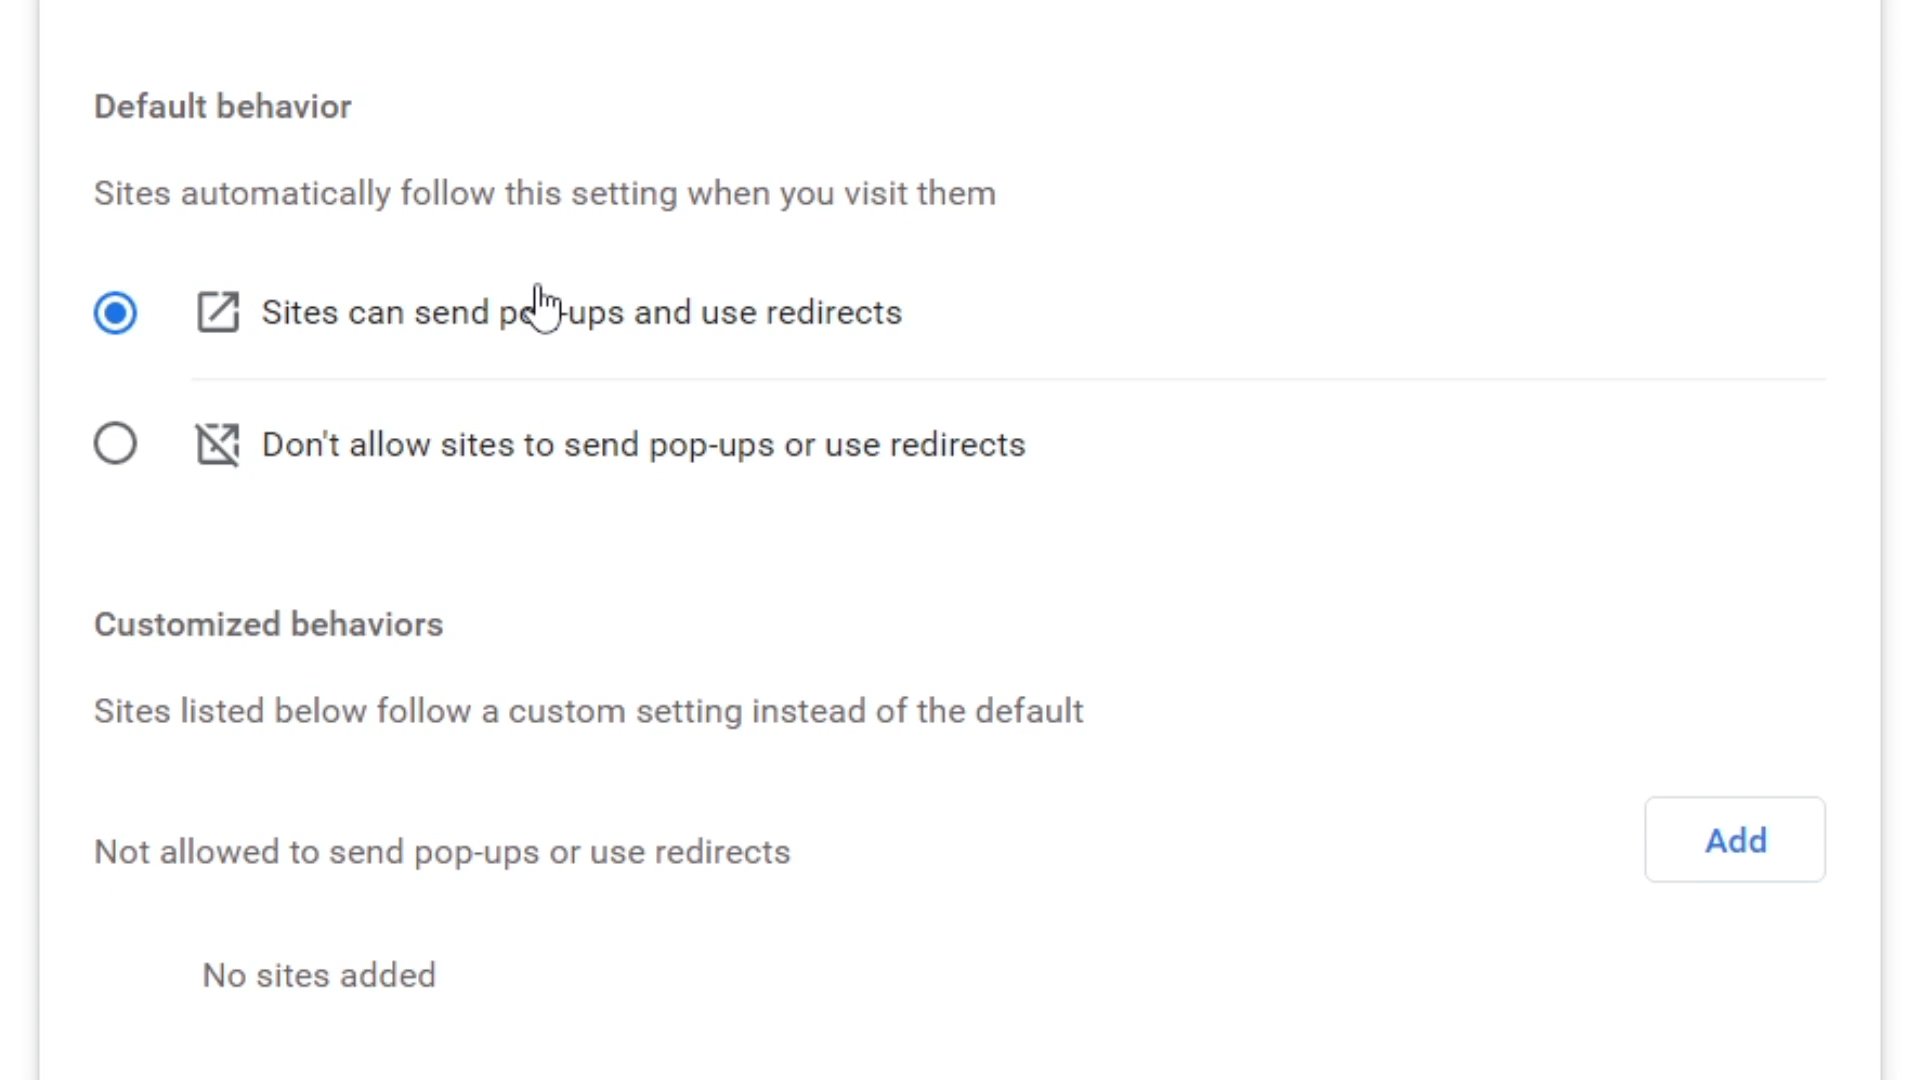 Default behavior
Sites automatically follow this setting when you visit them
Sites can send pop-ups and use redirects
Don't allow sites to send pop-ups or use redirects
Customized behaviors
Sites listed below follow a custom setting instead of the default
Not allowed to send pop-ups or use redirects
Add
No sites added